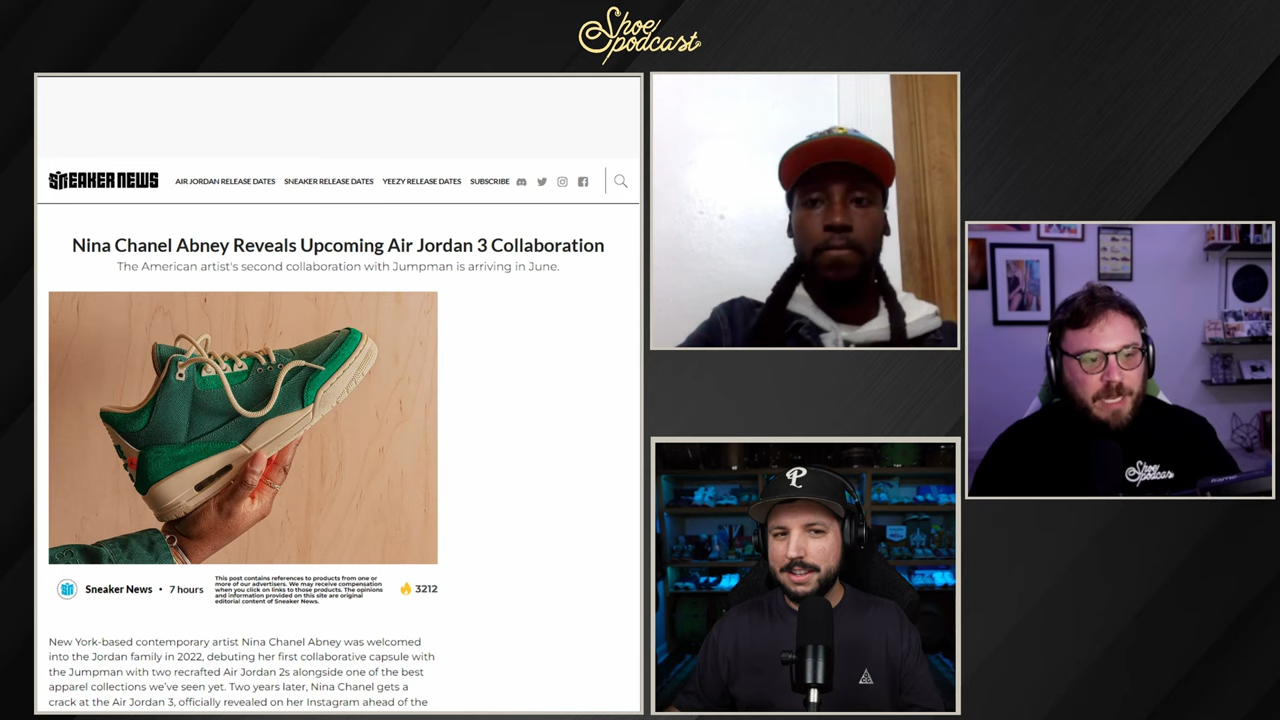 Shoe
podcast
SNEAKER NEWS
AIR JORDAN RELEASE DATES SNEAKER RELEASE DATES YEEZY RELEASE DATES SUBSCRIBE
Nina Chanel Abney Reveals Upcoming Air Jordan 3 Collaboration
The American artist's second collaboration with Jumpman is arriving in June.
Sneaker News • 7 hours
This post contains references to products from one or
more of our advertisers. We may receive compensation
when you click on links to those products. The opinions
and information provided on this site are original
editorial content of Sneaker News.
3212
New York-based contemporary artist Nina Chanel Abney was welcomed
into the Jordan family in 2022, debuting her first collaborative capsule with
the Jumpman with two recrafted Air Jordan 2s alongside one of the best
apparel collections we've seen yet. Two years later, Nina Chanel gets a
crack at the Air Jordan 3, officially revealed on her Instagram ahead of the
Shoe
podcast
P